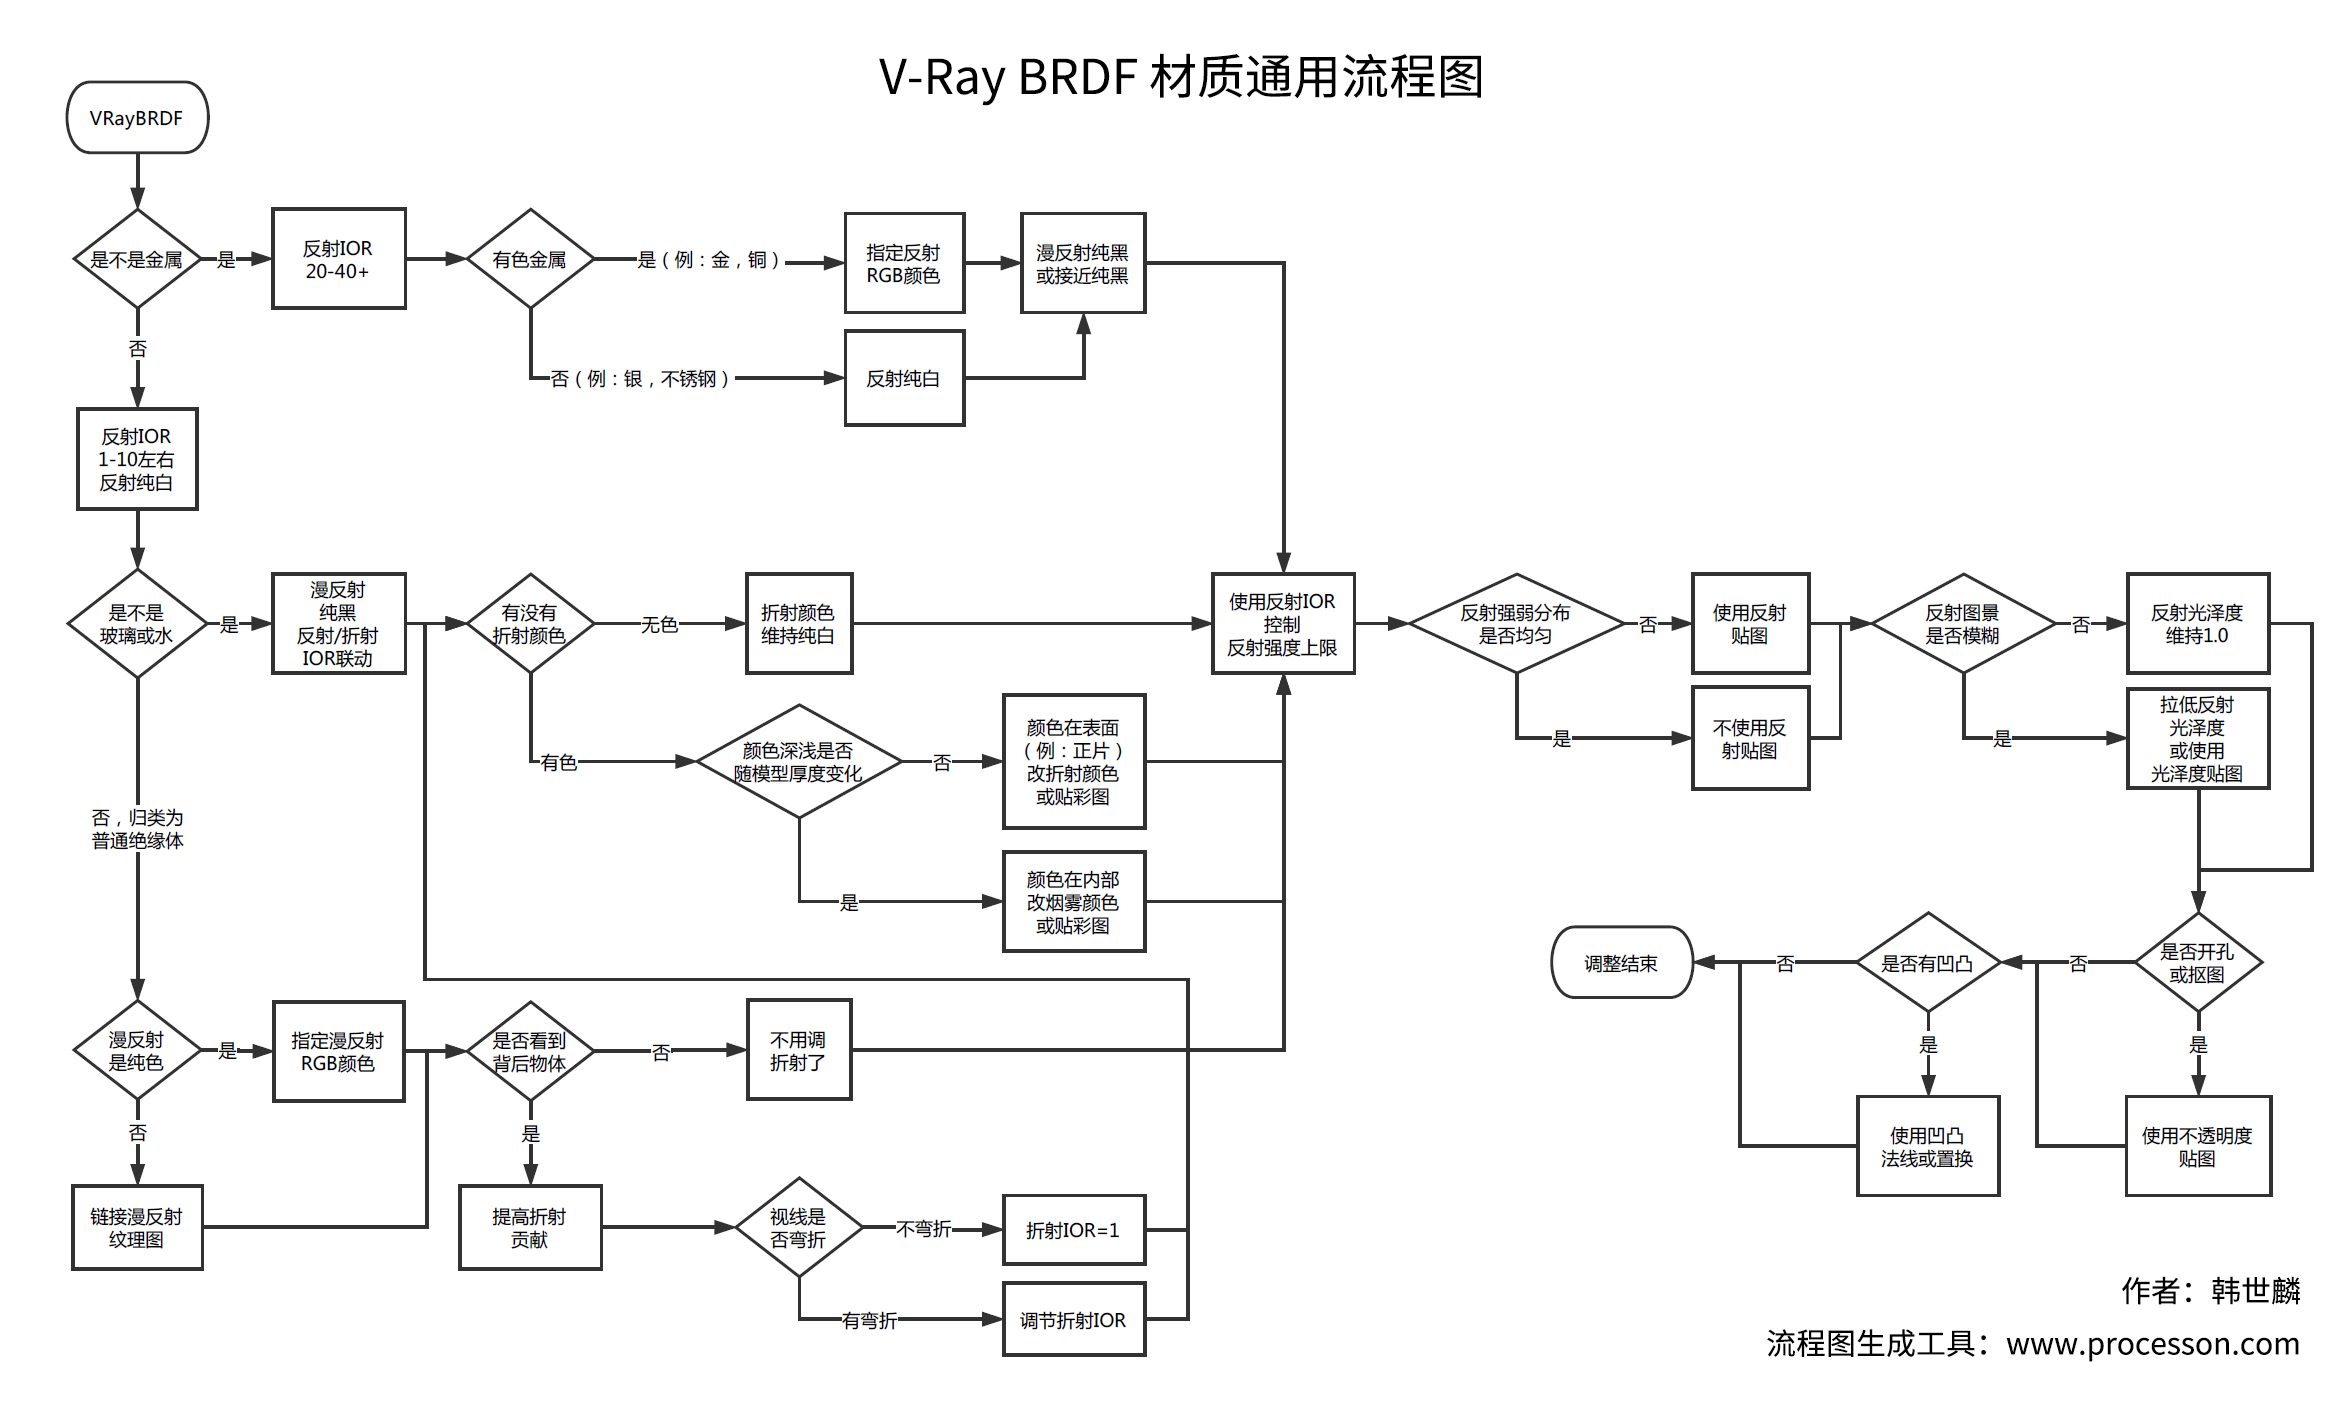 V-Ray BRDF 材质通用流程图
VRayBRDF
是不是金属
是
反射IOR
20-40+
有色金属
是（例：金，铜）
指定反射
RGB颜色
漫反射纯黑
或接近纯黑
否
否（例：银，不锈钢）
反射纯白
反射IOR
1-10左右
反射纯白
是不是
玻璃或水
是
漫反射
纯黑
反射/折射
IOR联动
有没有
折射颜色
无色
折射颜色
维持纯白
使用反射IOR
控制
反射强度上限
反射强弱分布
是否均匀
否
使用反射
贴图
反射图景
是否模糊
否
反射光泽度
维持1.0
有色
颜色深浅是否
随模型厚度变化
否
颜色在表面
（例：正片）
改折射颜色
或贴彩图
是
不使用反
射贴图
是
拉低反射
光泽度
或使用
光泽度贴图
否，归类为
普通绝缘体
是
颜色在内部
改烟雾颜色
或贴彩图
调整结束
否
是否有凹凸
否
是否开孔
或抠图
漫反射
是纯色
是
指定漫反射
RGB颜色
是否看到
背后物体
否
不用调
折射了
是
是
否
是
使用凹凸
法线或置换
使用不透明度
贴图
链接漫反射
纹理图
提高折射
贡献
视线是
否弯折
不弯折
折射IOR=1
有弯折
调节折射IOR
作者：韩世麟
流程图生成工具：www.processon.com